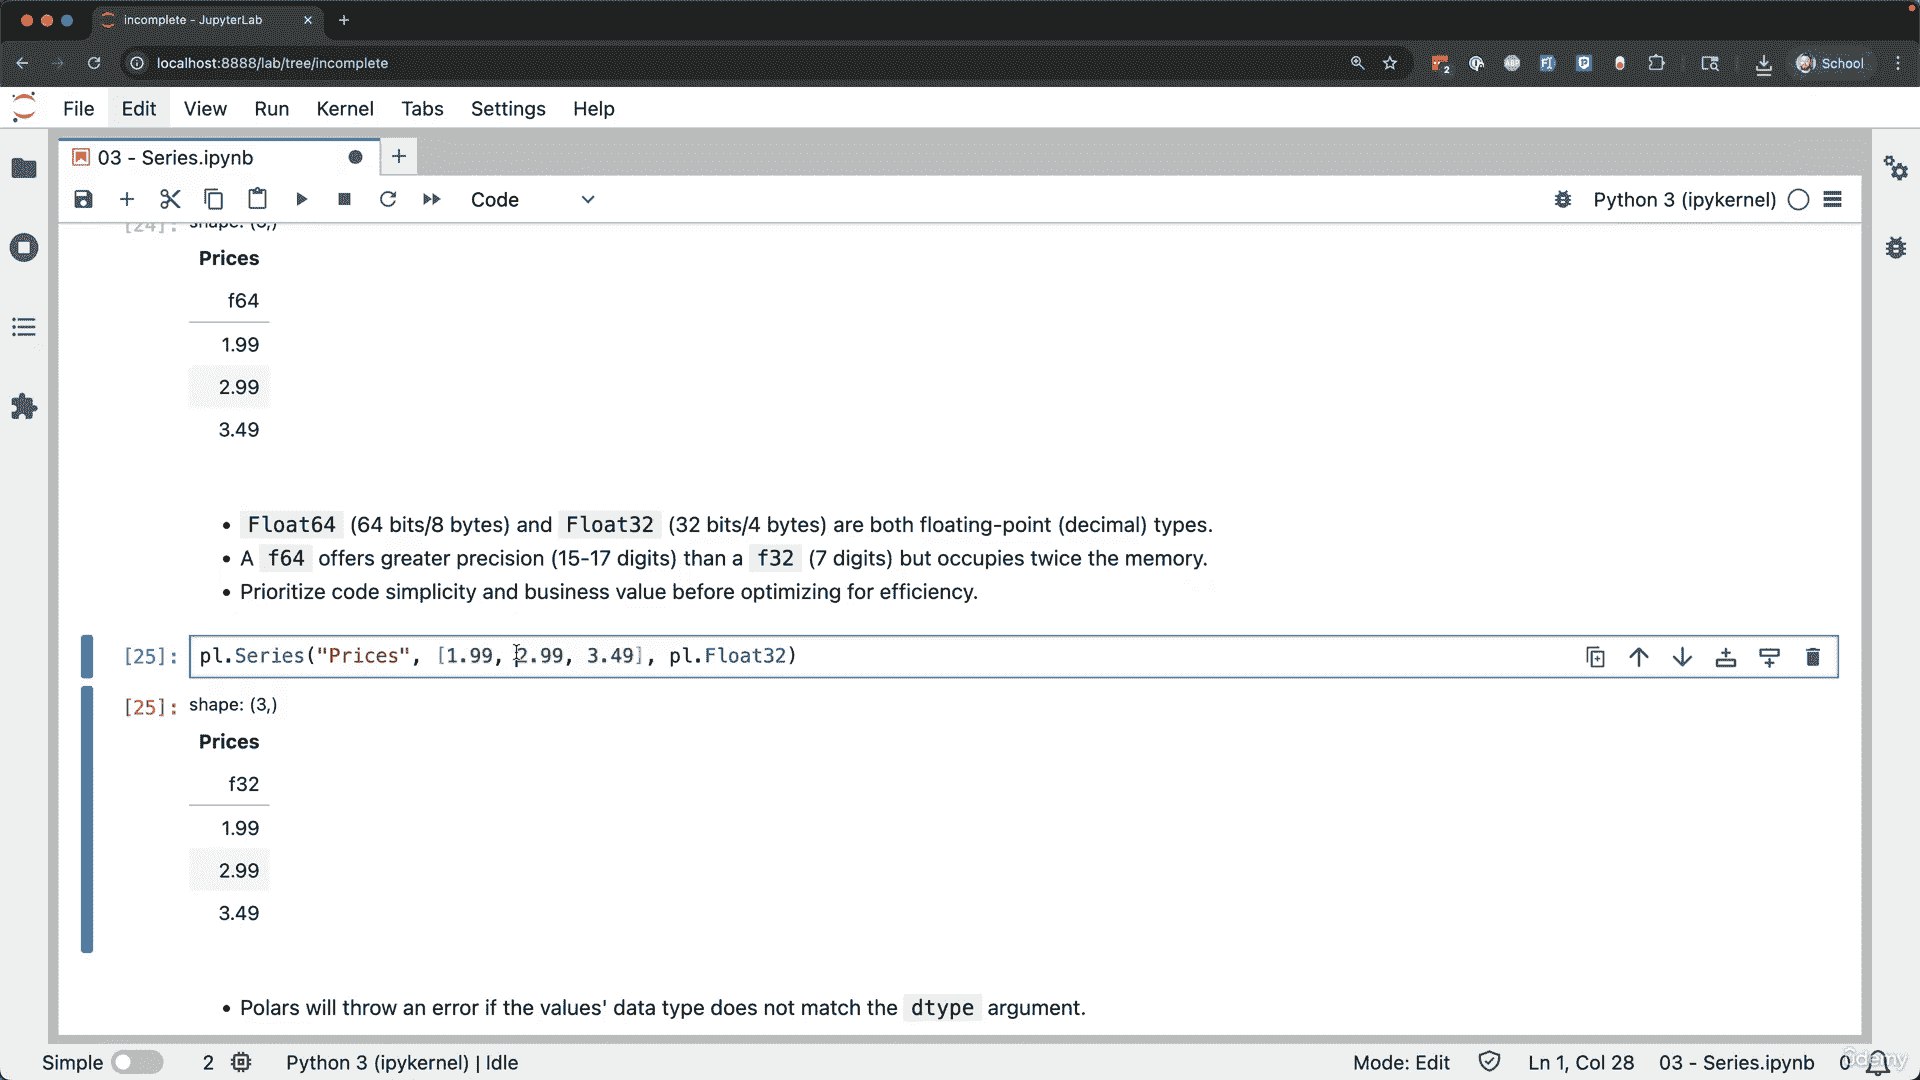 incomplete - JupyterLab
localhost:8888/lab/tree/incomplete
2
School
File Edit View Run Kernel Tabs Settings Help
03 - Series.ipynb
Code
Python 3 (ipykernel)
[24]: shape: (3,)
Prices
f64
1.99
2.99
3.49
• Float64 (64 bits/8 bytes) and Float32 (32 bits/4 bytes) are both floating-point (decimal) types.
• A f64 offers greater precision (15-17 digits) than a f32 (7 digits) but occupies twice the memory.
• Prioritize code simplicity and business value before optimizing for efficiency.
[25]: pl.Series("Prices", [1.99, 2.99, 3.49], pl.Float32)
[25]: shape: (3,)
Prices
f32
1.99
2.99
3.49
• Polars will throw an error if the values' data type does not match the dtype argument.
Simple 2 Python 3 (ipykernel) | Idle Mode: Edit Ln 1, Col 28 03 - Series.ipynb 0
udemy